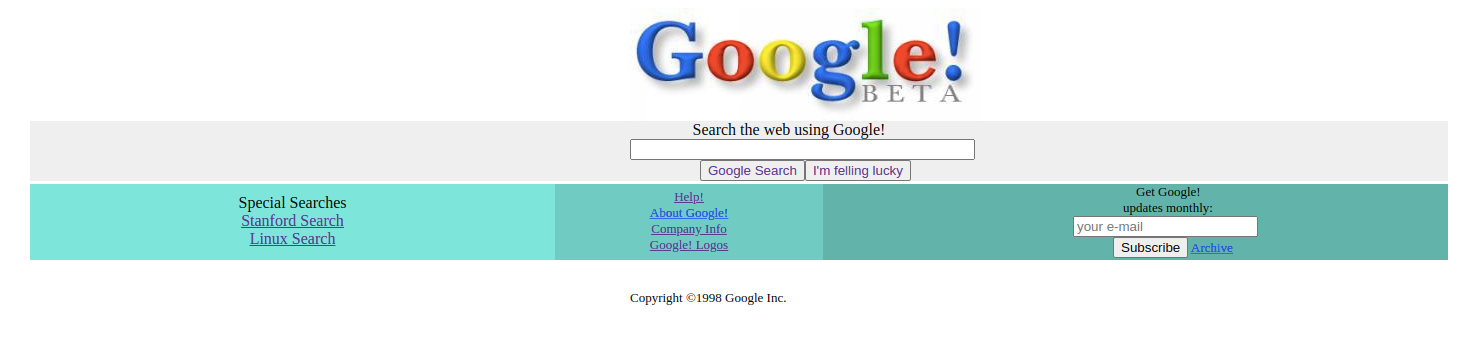 Google!
BETA
Search the web using Google!
Google Search I'm felling lucky
Special Searches
Stanford Search
Linux Search
Help!
About Google!
Company Info
Google! Logos
Get Google!
updates monthly:
your e-mail
Subscribe Archive
Copyright ©1998 Google Inc.